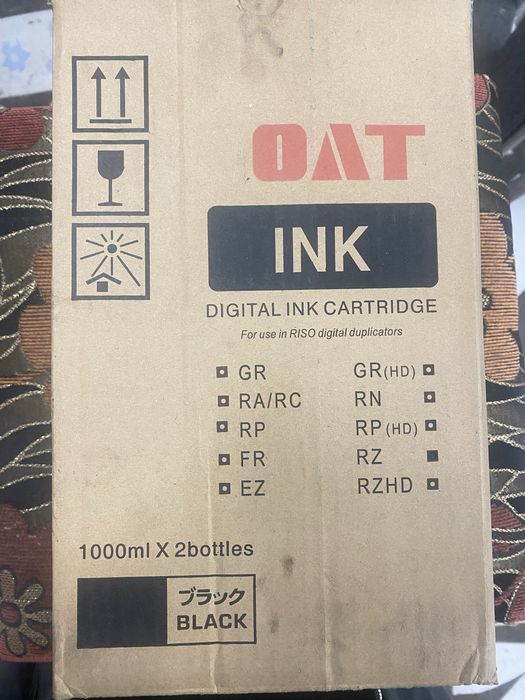 OAT
INK
DIGITAL INK CARTRIDGE
For use in RISO digital duplicators
GR GR(HD)
RA/RC RN
RP RP(HD)
FR RZ
EZ RZHD
1000ml X 2bottles
ブラック
BLACK